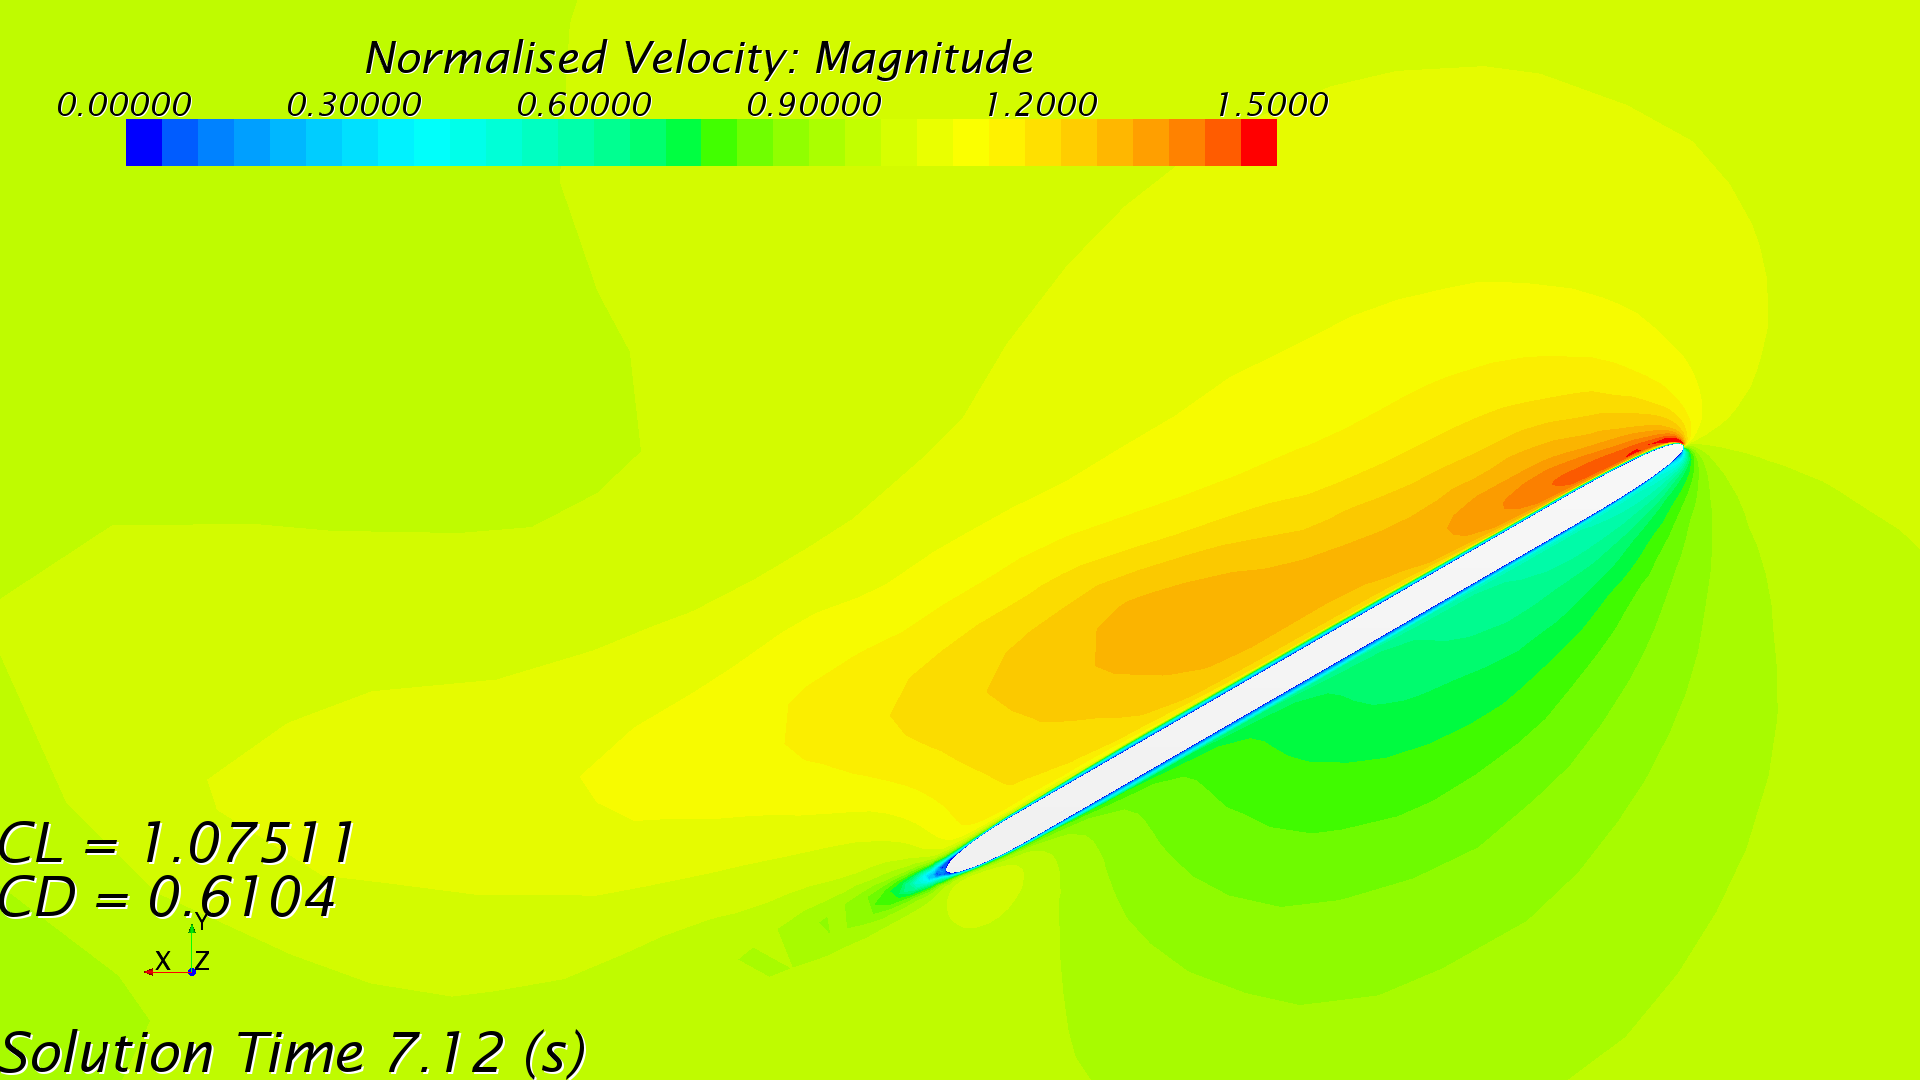 Normalised Velocity: Magnitude
0.00000 0.30000 0.60000 0.90000 1.2000 1.5000
CL = 1.07511
CD = 0.6104
Y
X Z
Solution Time 7.12 (s)